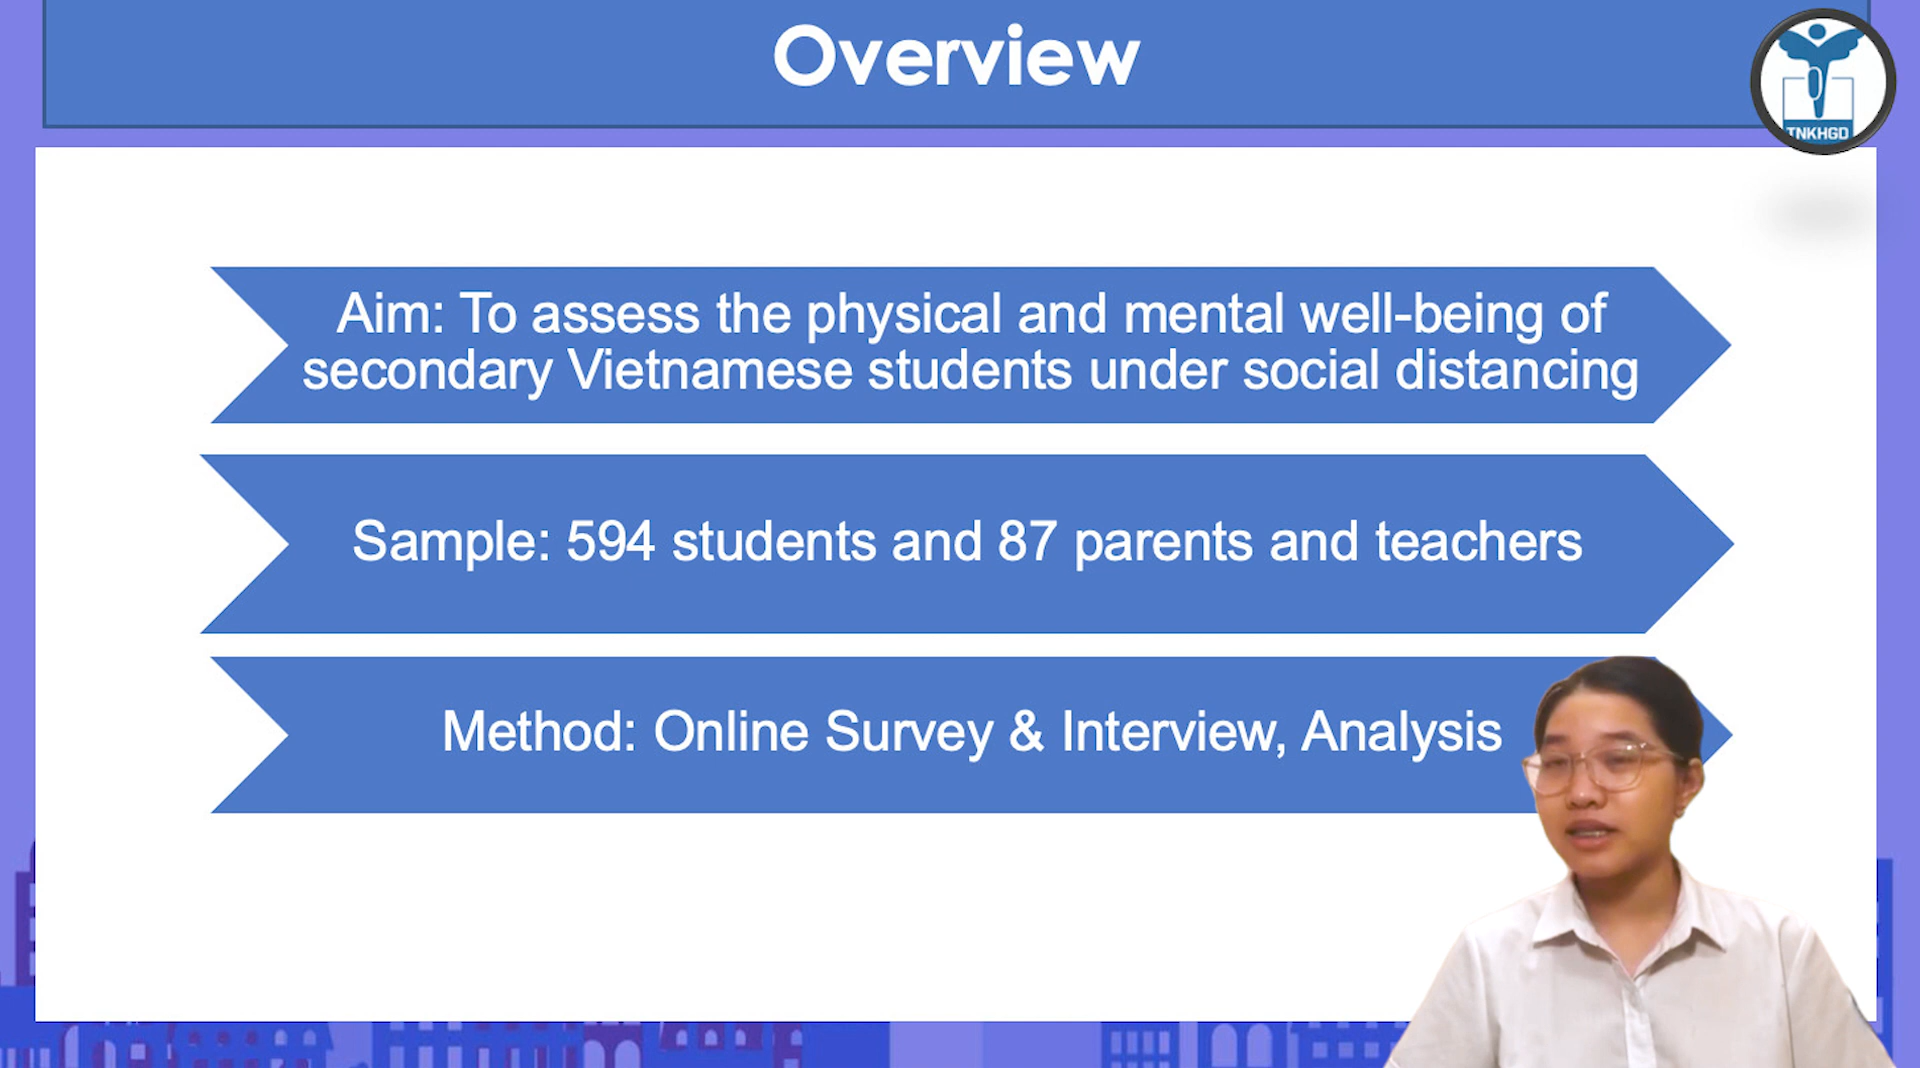 Overview
TNKHGD
Aim: To assess the physical and mental well-being of
secondary Vietnamese students under social distancing
Sample: 594 students and 87 parents and teachers
Method: Online Survey & Interview, Analysis